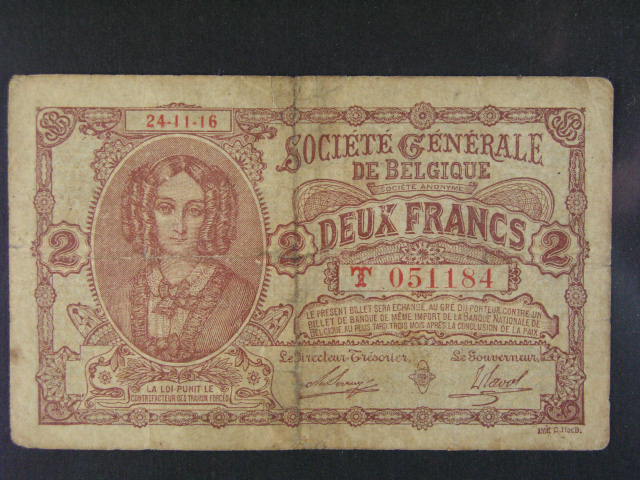 24-11-16
SOCIÉTÉ GÉNÉRALE
DE BELGIQUE
SOCIÉTÉ ANONYME
2 2 DEUX FRANCS 2
T 051184
LE PRÉSENT BILLET SERA ÉCHANGÉ, AU GRÉ DU PORTEUR, CONTRE UN
BILLET DE BANQUE DE MÊME IMPORT DE LA BANQUE NATIONALE DE
BELGIQUE, AU PLUS TARD TROIS MOIS APRÈS LA CONCLUSION DE LA PAIX.
Le Directeur-Trésorier, Le Gouverneur,
LA LOI PUNIT LE
CONTREFACTEUR DES TRAVAUX FORCÉS